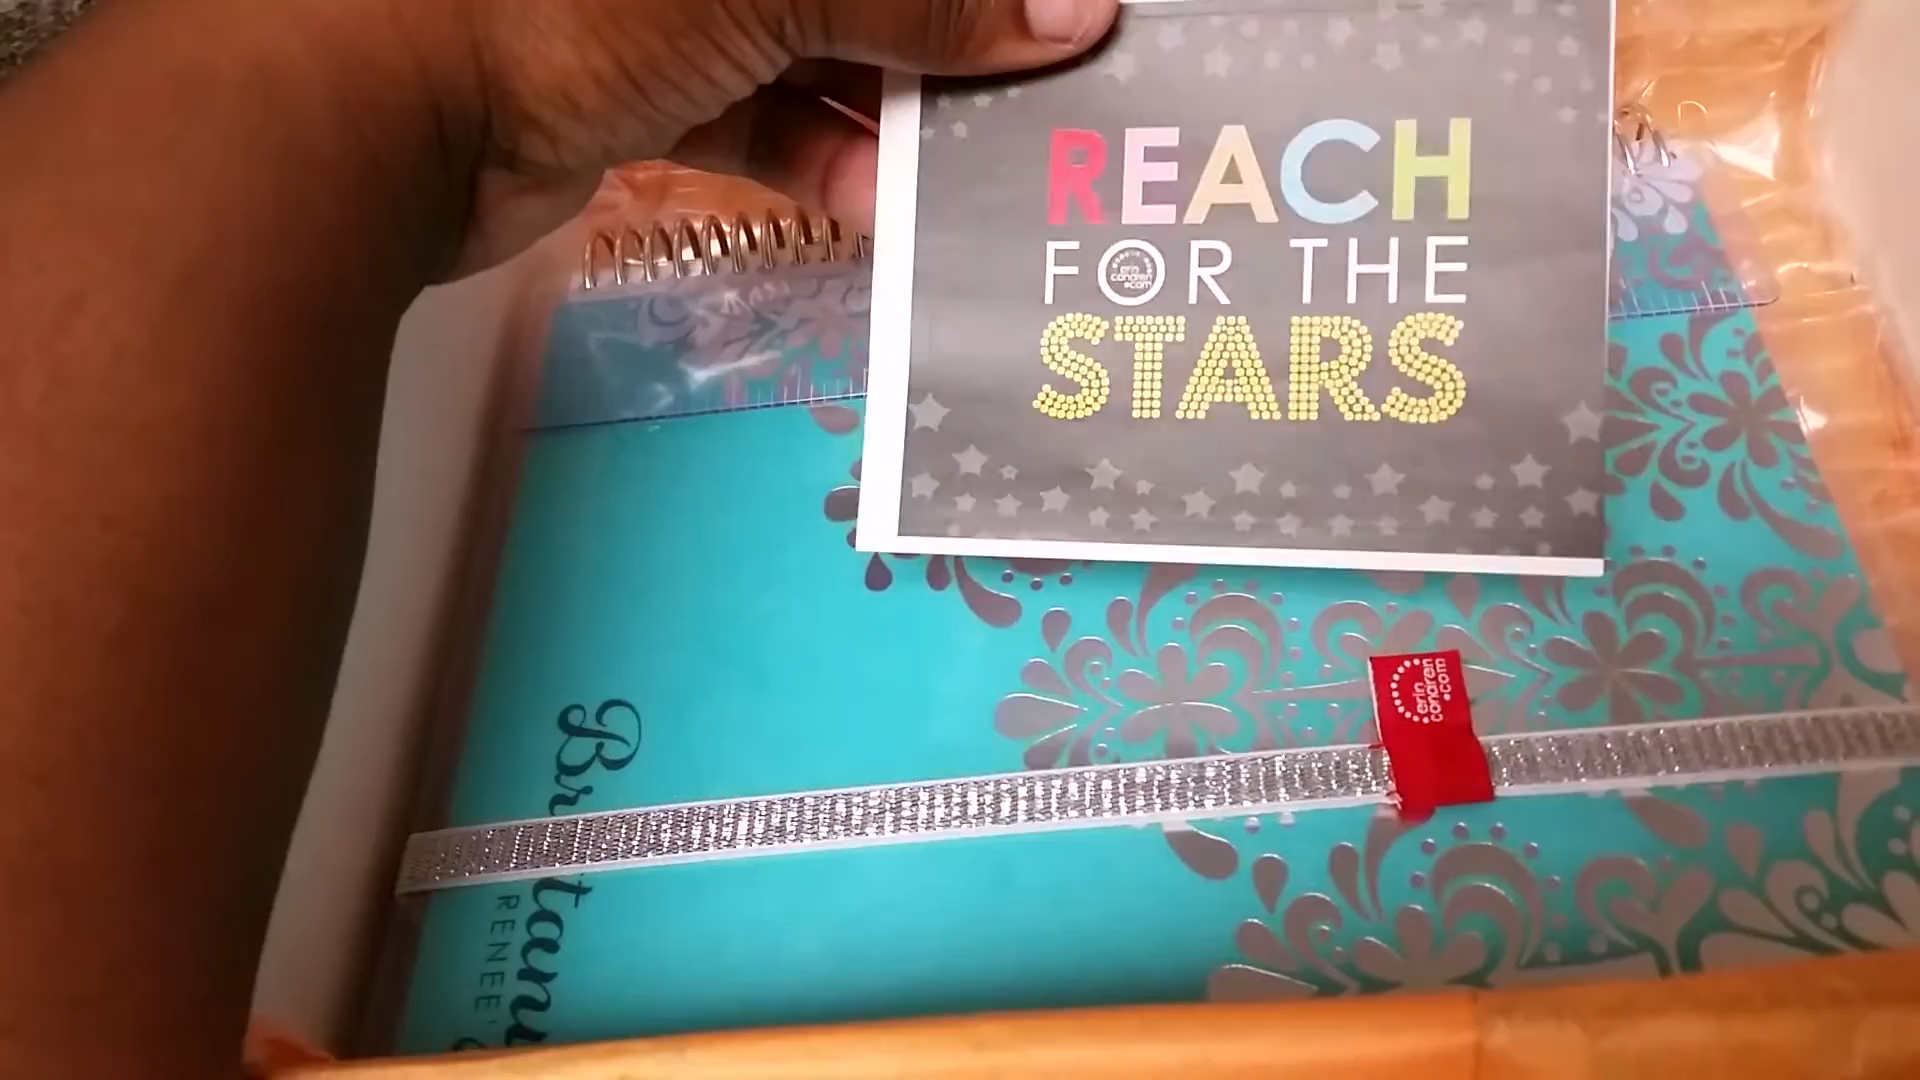 REACH
FOR THE
STARS
erin
condren
.com
erin
condren
.com
RENEE